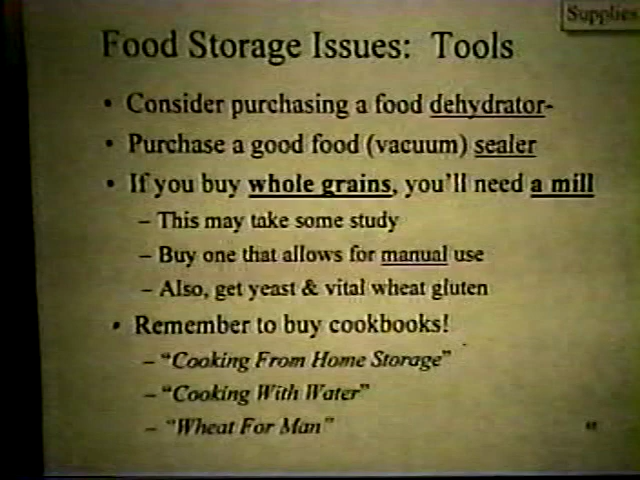 Supplies
Food Storage Issues: Tools
• Consider purchasing a food dehydrator-
• Purchase a good food (vacuum) sealer
• If you buy whole grains, you'll need a mill
– This may take some study
– Buy one that allows for manual use
– Also, get yeast & vital wheat gluten
• Remember to buy cookbooks!
– "Cooking From Home Storage"
– "Cooking With Water"
– "Wheat For Man"